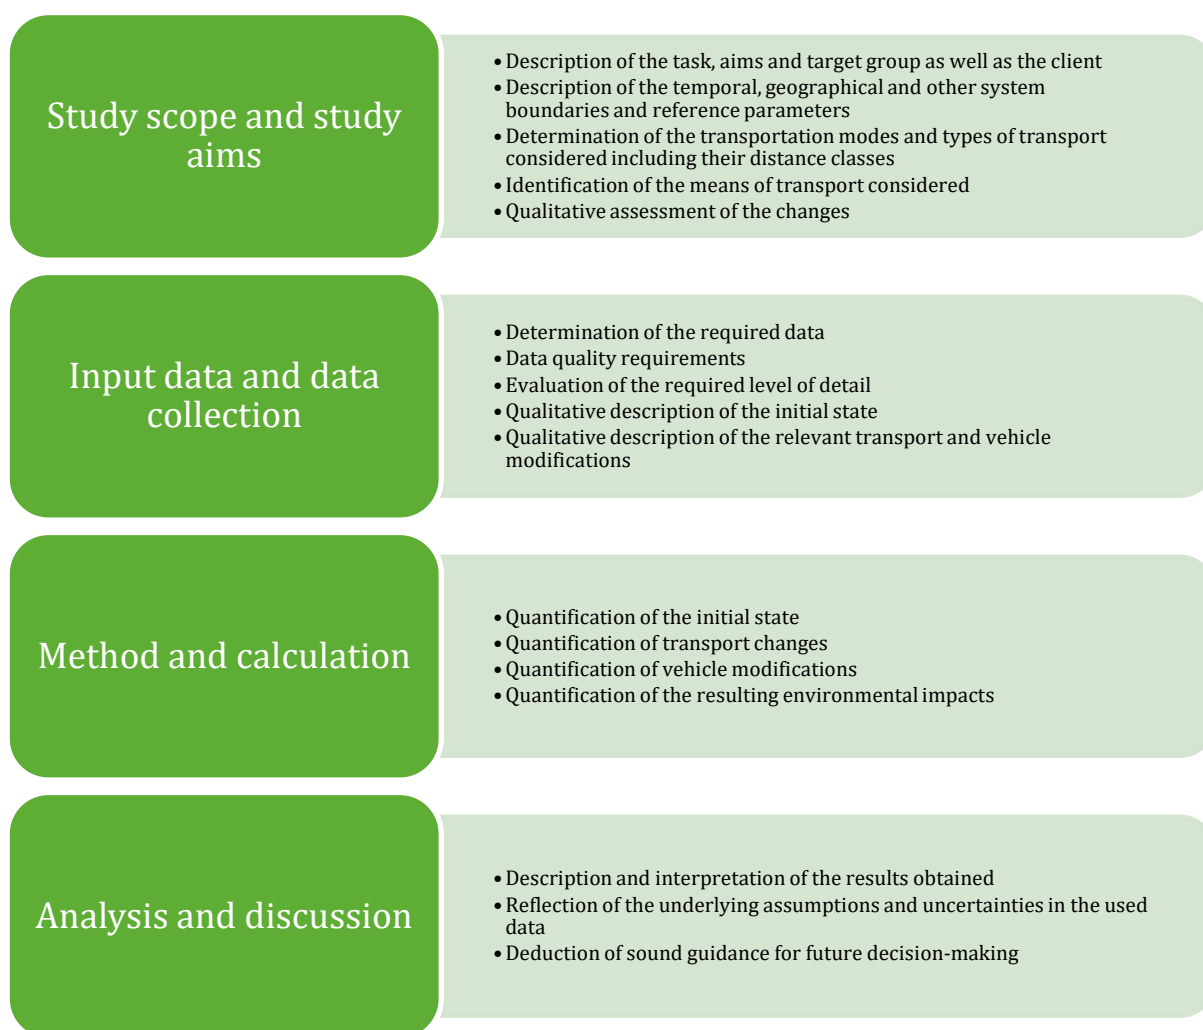 Study scope and study
aims
• Description of the task, aims and target group as well as the client
• Description of the temporal, geographical and other system
boundaries and reference parameters
• Determination of the transportation modes and types of transport
considered including their distance classes
• Identification of the means of transport considered
• Qualitative assessment of the changes
Input data and data
collection
• Determination of the required data
• Data quality requirements
• Evaluation of the required level of detail
• Qualitative description of the initial state
• Qualitative description of the relevant transport and vehicle
modifications
Method and calculation
• Quantification of the initial state
• Quantification of transport changes
• Quantification of vehicle modifications
• Quantification of the resulting environmental impacts
Analysis and discussion
• Description and interpretation of the results obtained
• Reflection of the underlying assumptions and uncertainties in the used
data
• Deduction of sound guidance for future decision-making